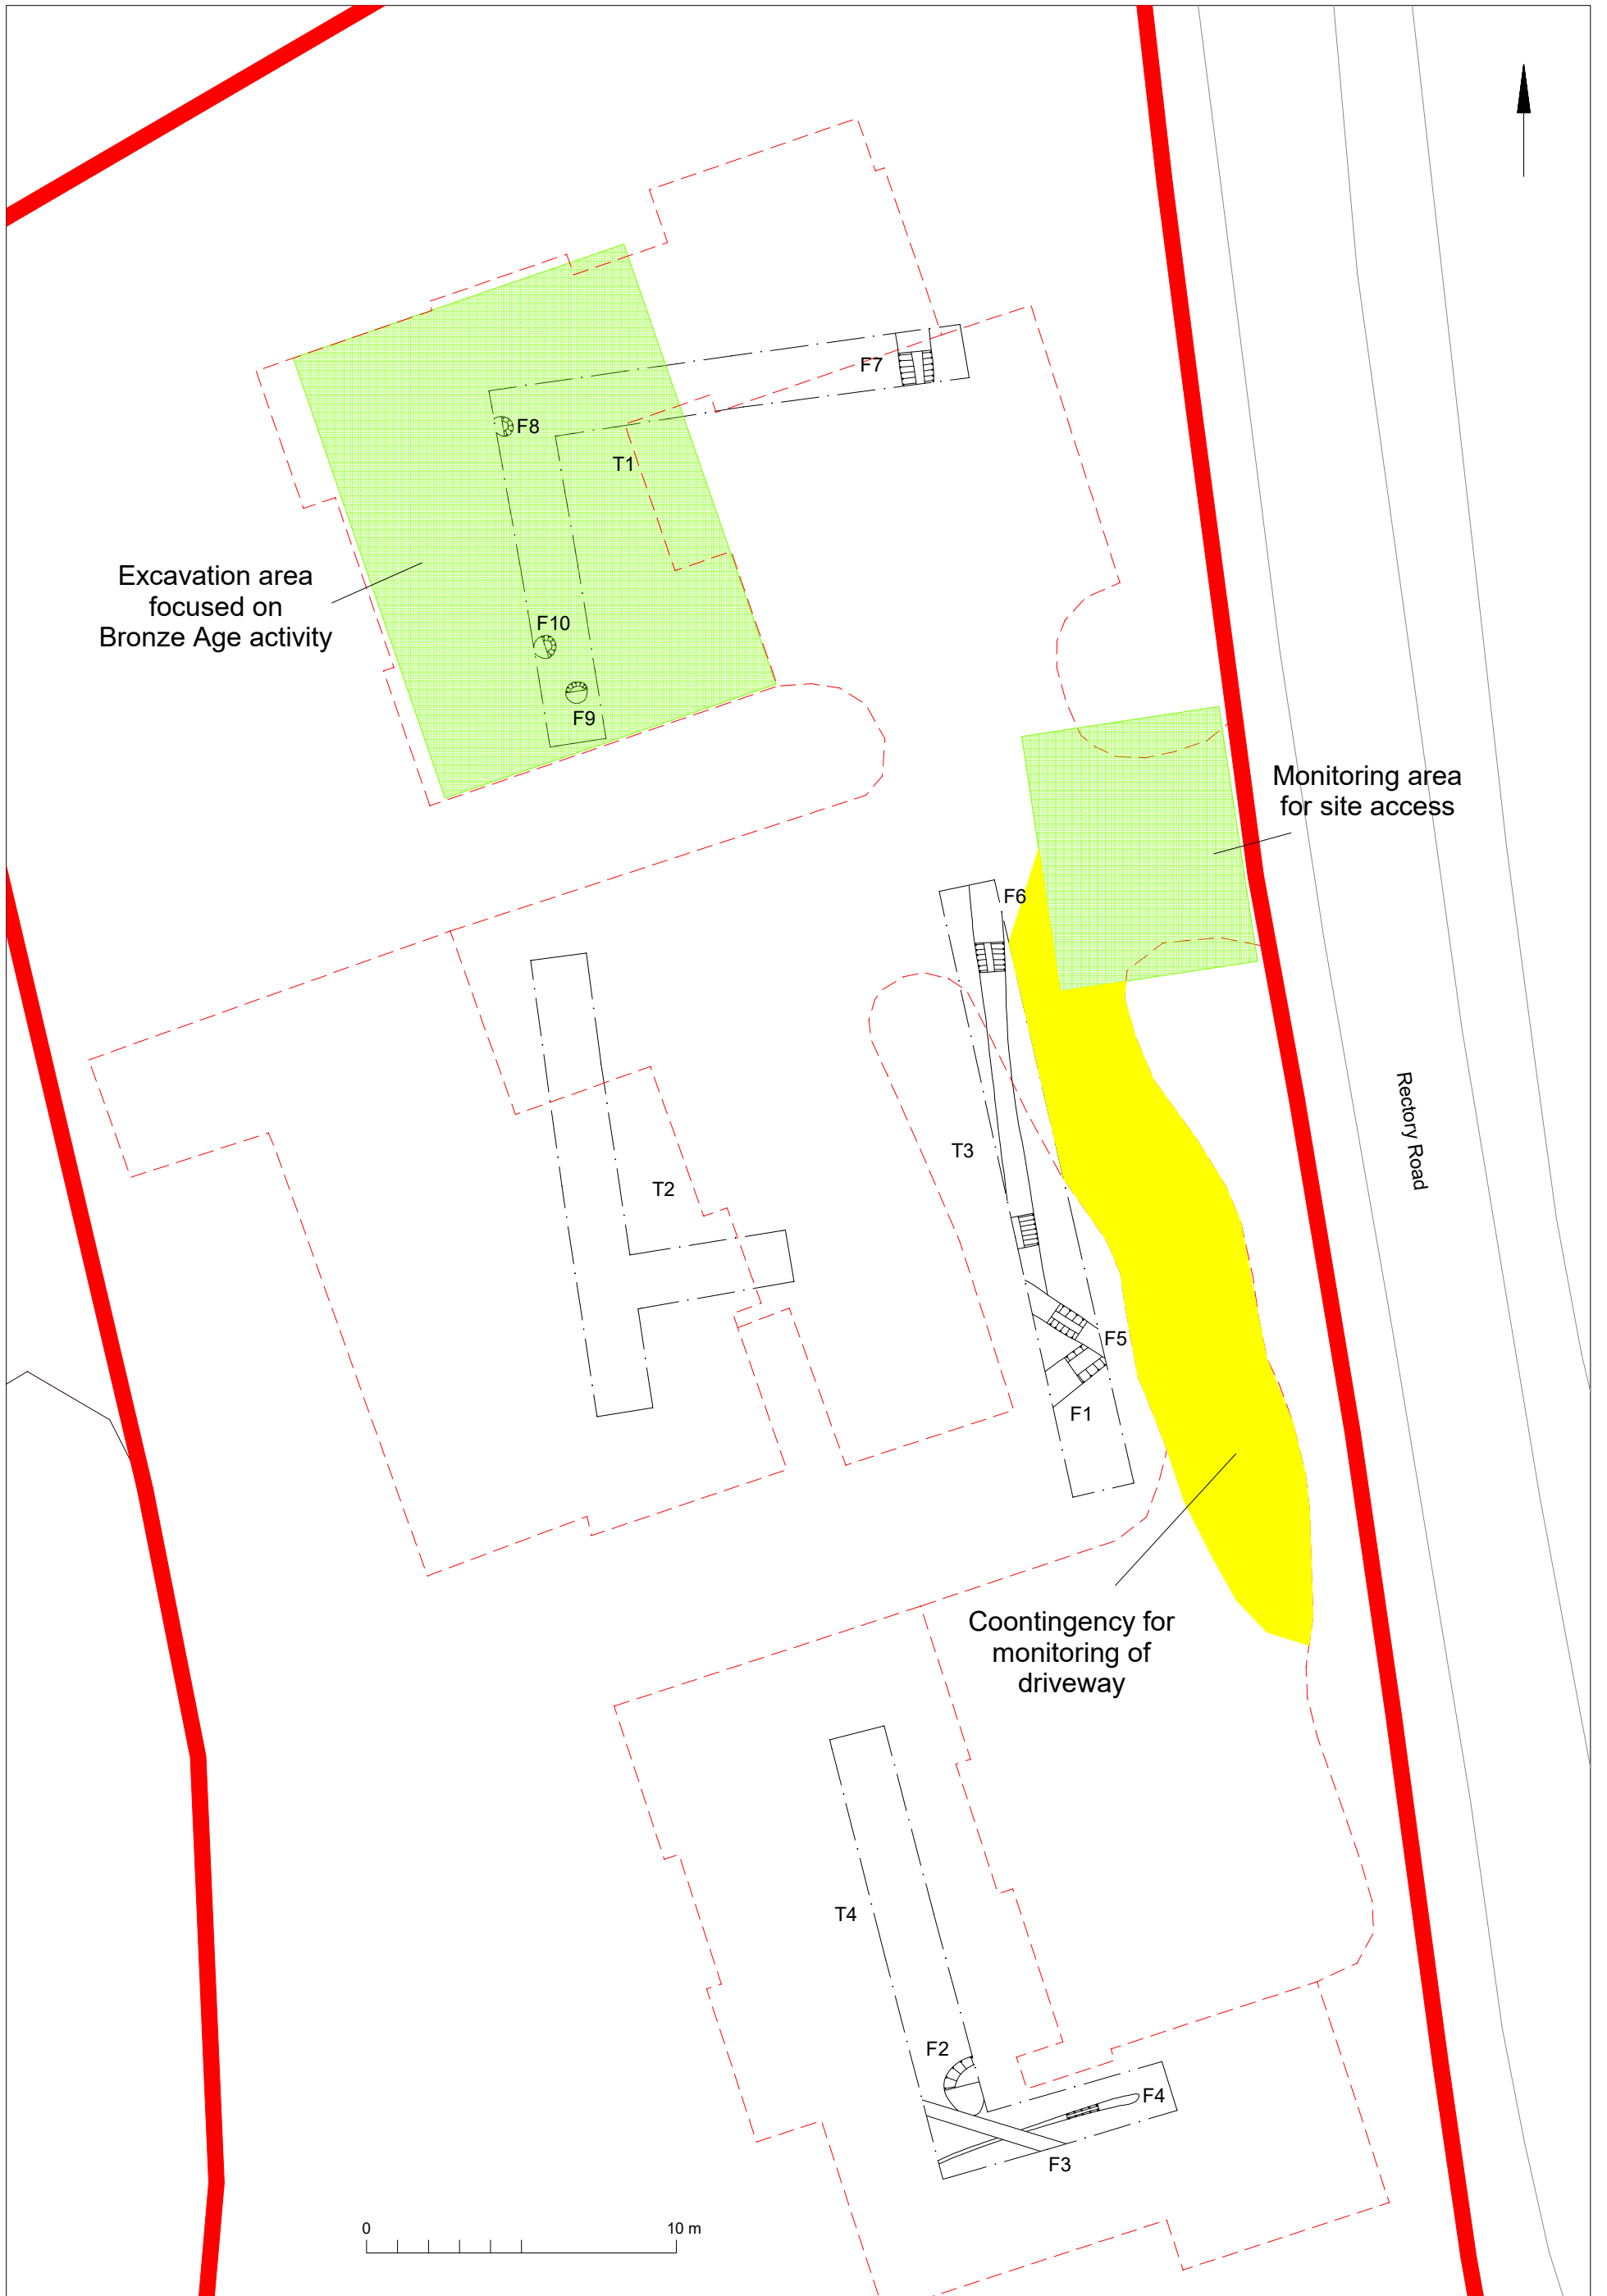 F7
F8
T1
Excavation area
focused on
Bronze Age activity
F10
F9
Monitoring area
for site access
F6
Rectory Road
T3
T2
F5
F1
Coontingency for
monitoring of
driveway
T4
F2
F4
F3
0 10 m